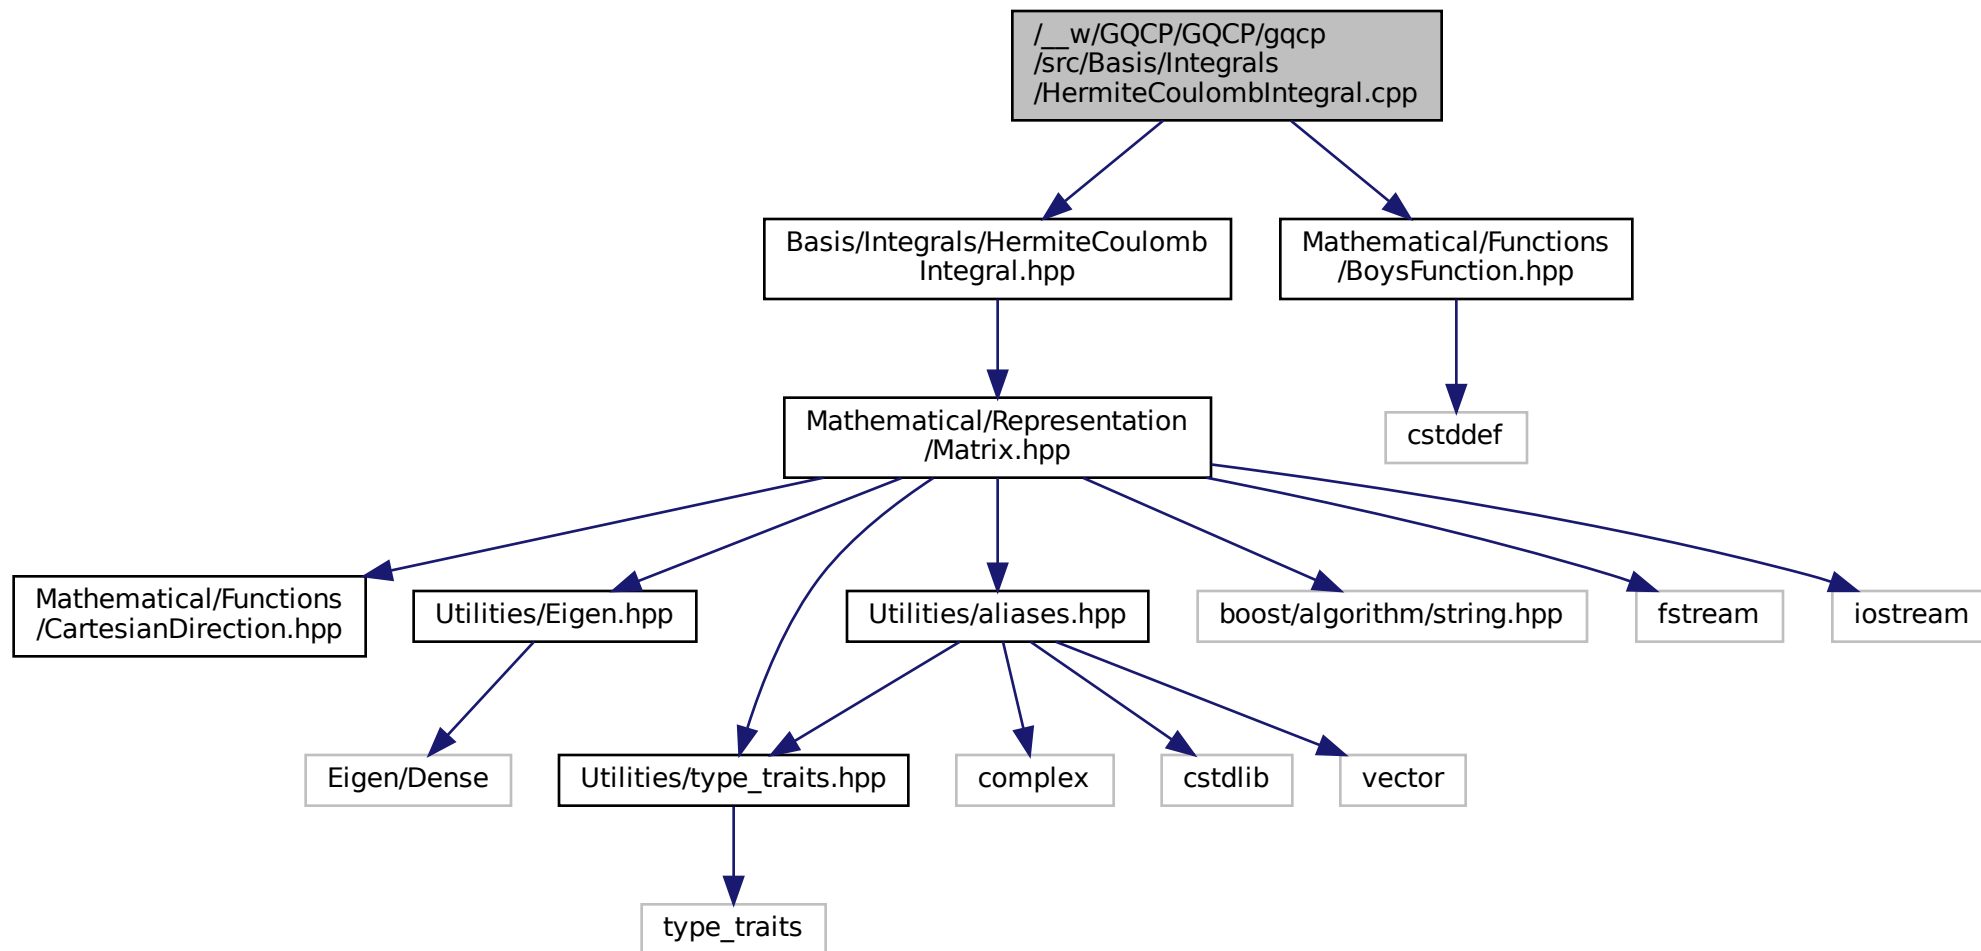 /__w/GQCP/GQCP/gqcp
/src/Basis/Integrals
/HermiteCoulombIntegral.cpp
Basis/Integrals/HermiteCoulomb
Integral.hpp
Mathematical/Functions
/BoysFunction.hpp
Mathematical/Representation
/Matrix.hpp
cstddef
Mathematical/Functions
/CartesianDirection.hpp
Utilities/Eigen.hpp
Utilities/aliases.hpp
boost/algorithm/string.hpp
fstream
iostream
Eigen/Dense
Utilities/type_traits.hpp
complex
cstdlib
vector
type_traits